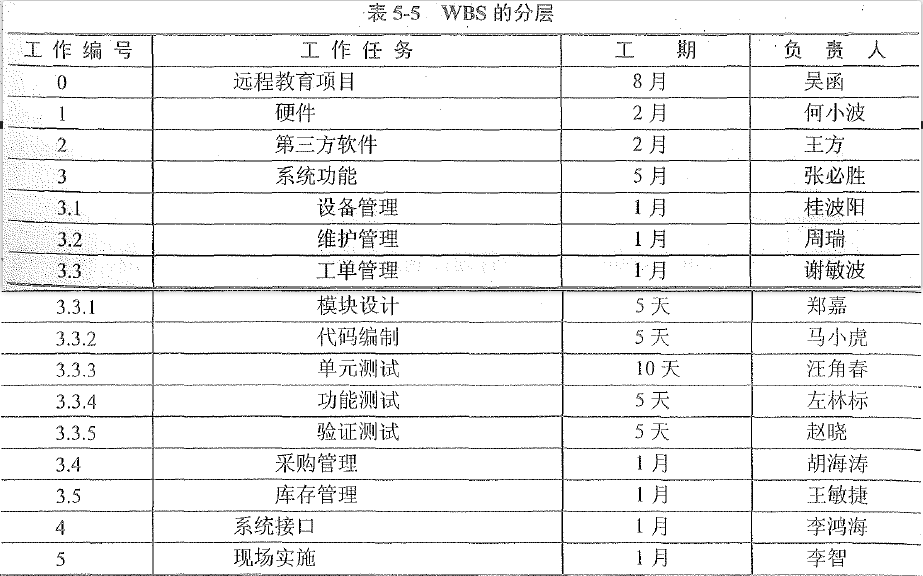 表 5-5 WBS 的分层
工作编号 工作任务 工期 负责人
0 远程教育项目 8 月 吴函
1 硬件 2 月 何小波
2 第三方软件 2 月 王方
3 系统功能 5 月 张必胜
3.1 设备管理 1 月 桂波阳
3.2 维护管理 1 月 周瑞
3.3 工单管理 1 月 谢敏波
3.3.1 模块设计 5 天 郑嘉
3.3.2 代码编制 5 天 马小虎
3.3.3 单元测试 10 天 汪角春
3.3.4 功能测试 5 天 左林标
3.3.5 验证测试 5 天 赵晓
3.4 采购管理 1 月 胡海涛
3.5 库存管理 1 月 王敏捷
4 系统接口 1 月 李鸿海
5 现场实施 1 月 李智